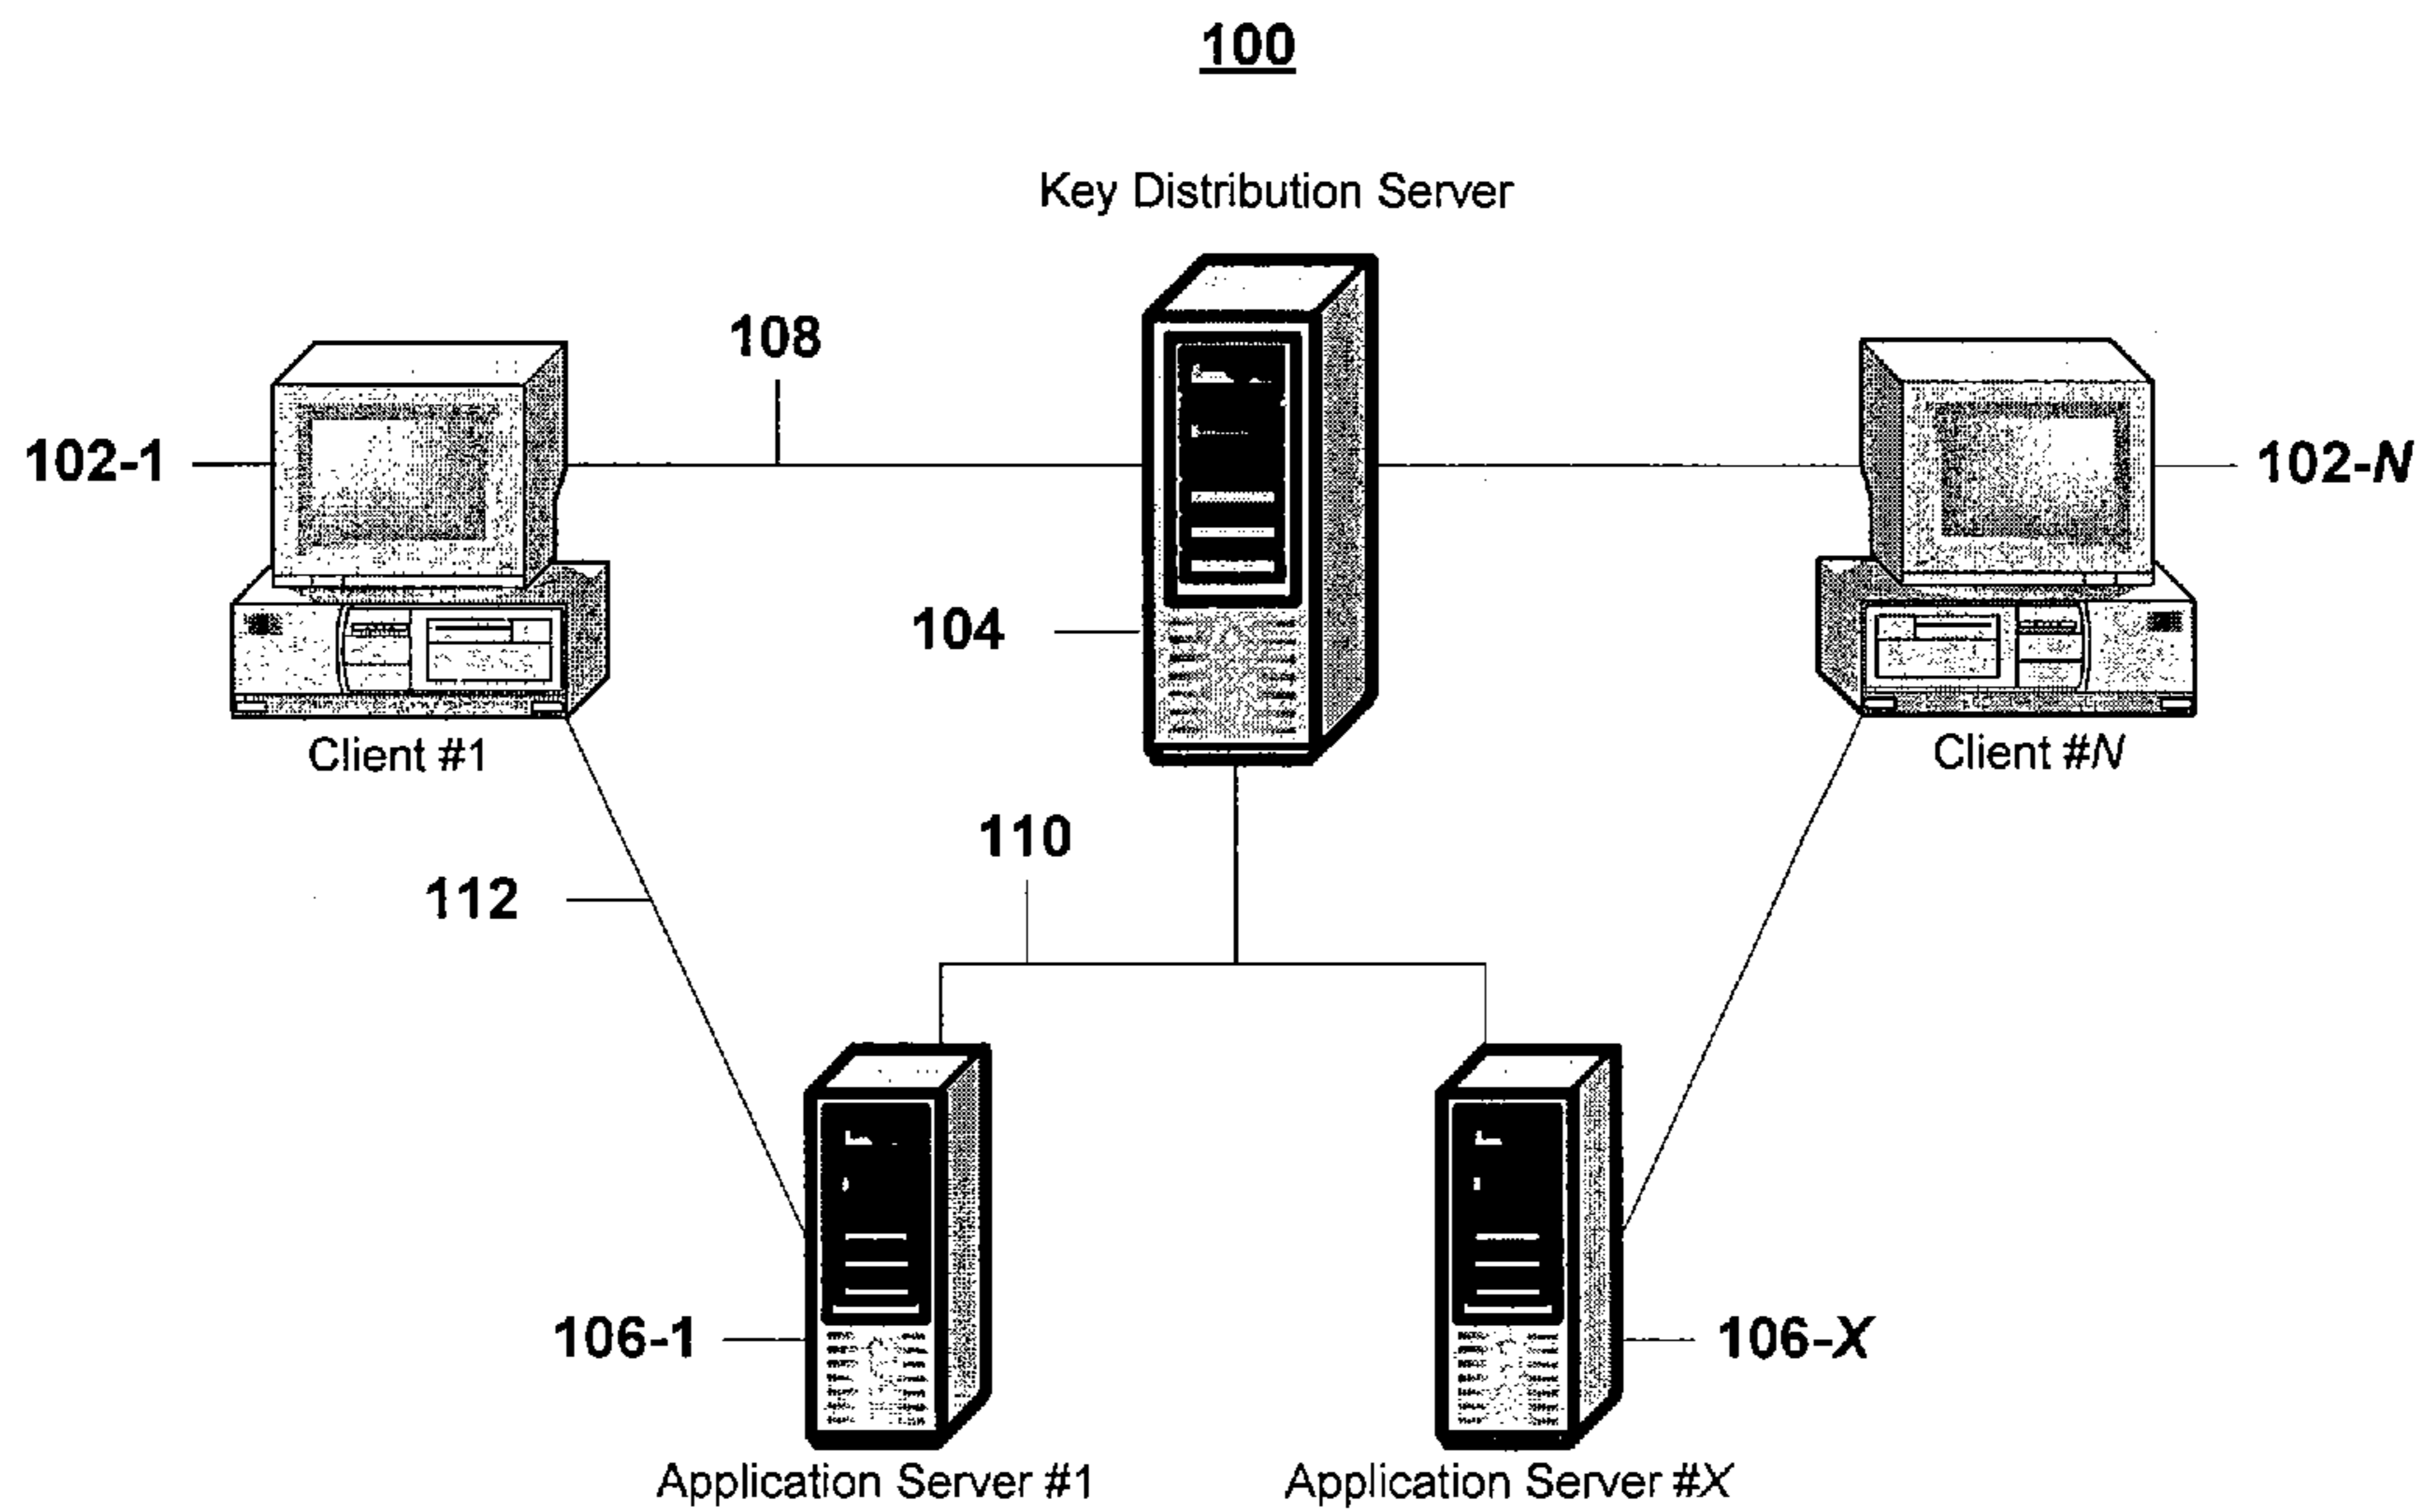 100
Key Distribution Server
108
102-1
102-N
104
Client #1
Client #N
110
112
106-1
106-X
Application Server #1
Application Server #X